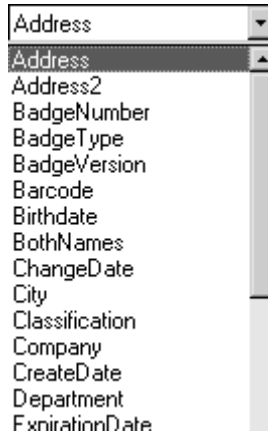 Address
Address
Address2
BadgeNumber
BadgeType
BadgeVersion
Barcode
Birthdate
BothNames
ChangeDate
City
Classification
Company
CreateDate
Department
ExpirationDate